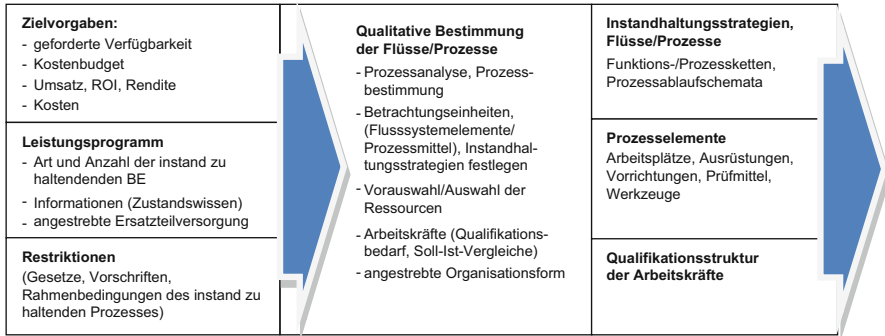 Zielvorgaben:
- geforderte Verfügbarkeit
- Kostenbudget
- Umsatz, ROI, Rendite
- Kosten
Leistungsprogramm
- Art und Anzahl der instand zu
haltendenden BE
- Informationen (Zustandswissen)
- angestrebte Ersatzteilversorgung
Restriktionen
(Gesetze, Vorschriften,
Rahmenbedingungen des instand zu
haltenden Prozesses)
Qualitative Bestimmung
der Flüsse/Prozesse
- Prozessanalyse, Prozess-
bestimmung
- Betrachtungseinheiten,
(Flusssystemelemente/
Prozessmittel), Instandhal-
tungsstrategien festlegen
- Vorauswahl/Auswahl der
Ressourcen
- Arbeitskräfte (Qualifikations-
bedarf, Soll-Ist-Vergleiche)
- angestrebte Organisationsform
Instandhaltungsstrategien,
Flüsse/Prozesse
Funktions-/Prozessketten,
Prozessablaufschemata
Prozesselemente
Arbeitsplätze, Ausrüstungen,
Vorrichtungen, Prüfmittel,
Werkzeuge
Qualifikationsstruktur
der Arbeitskräfte